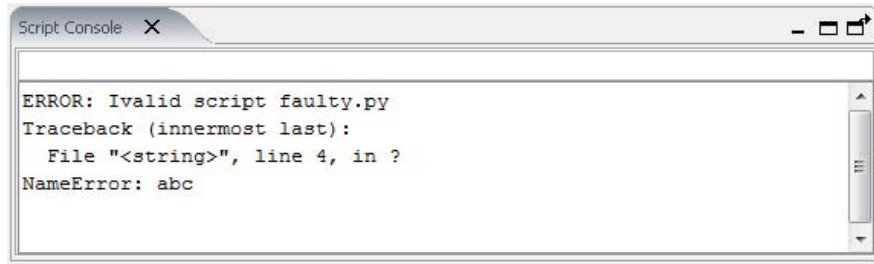 Script Console
ERROR: Ivalid script faulty.py
Traceback (innermost last):
  File "<string>", line 4, in ?
NameError: abc